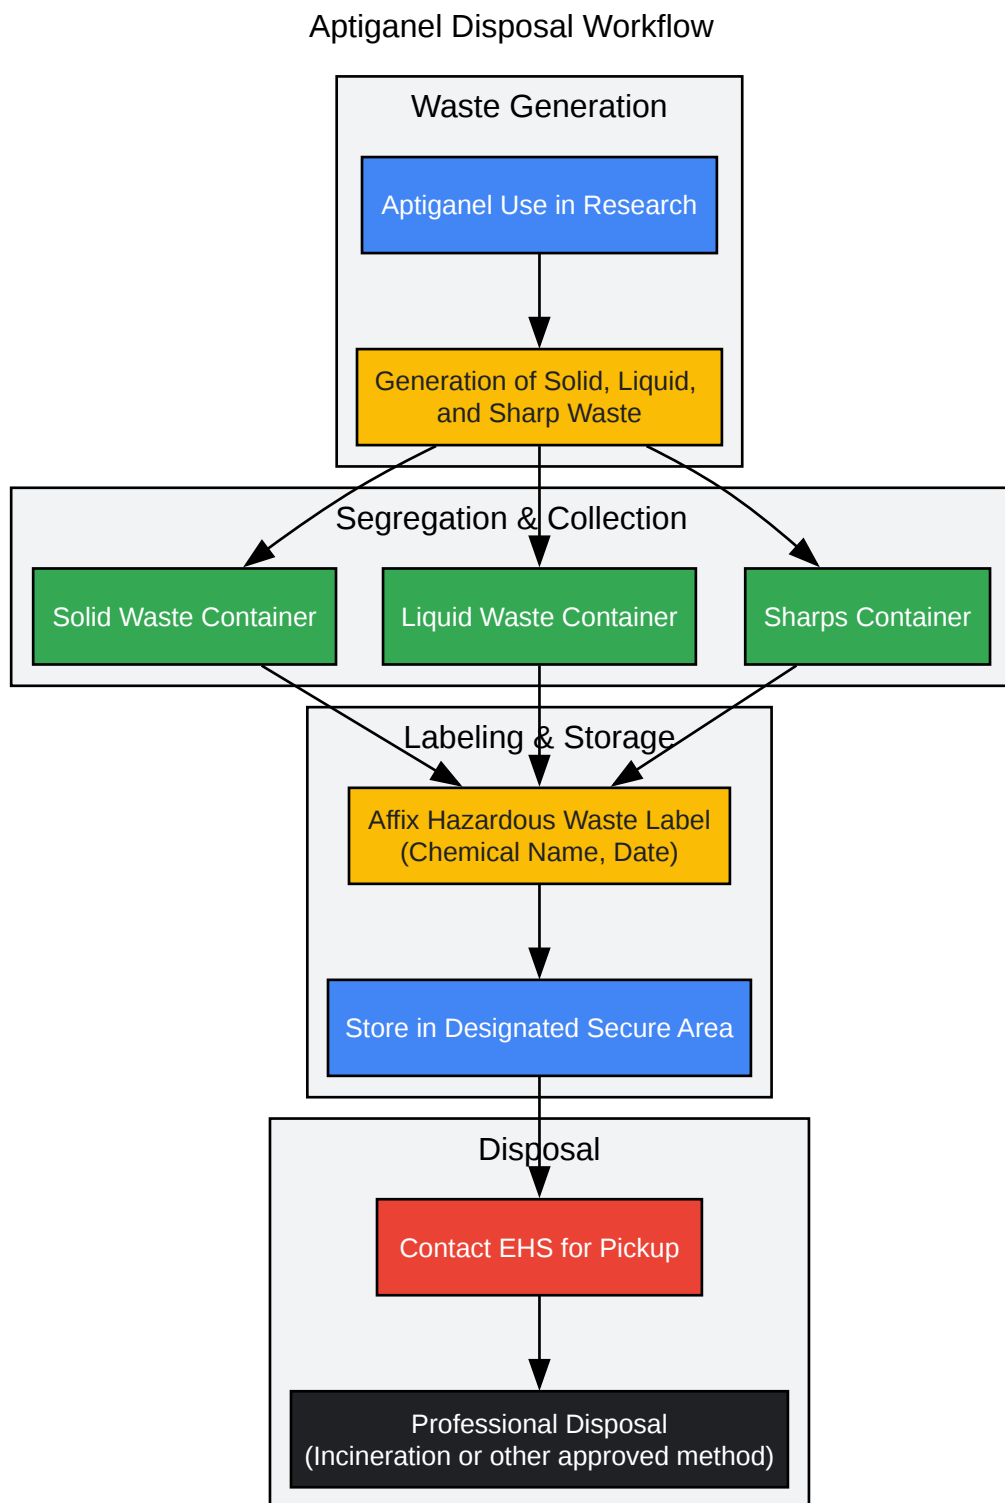 Aptiganel Disposal Workflow
Waste Generation
Aptiganel Use in Research
Generation of Solid, Liquid,
and Sharp Waste
Segregation & Collection
Solid Waste Container
Liquid Waste Container
Sharps Container
Labeling & Storage
Affix Hazardous Waste Label
(Chemical Name, Date)
Store in Designated Secure Area
Disposal
Contact EHS for Pickup
Professional Disposal
(Incineration or other approved method)